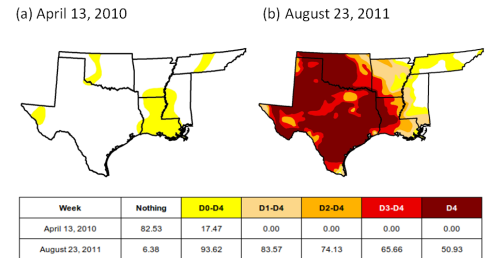 (a) April 13, 2010 (b) August 23, 2011
Week Nothing D0-D4 D1-D4 D2-D4 D3-D4 D4
April 13, 2010 82.53 17.47 0.00 0.00 0.00 0.00
August 23, 2011 6.38 93.62 83.57 74.13 65.66 50.93